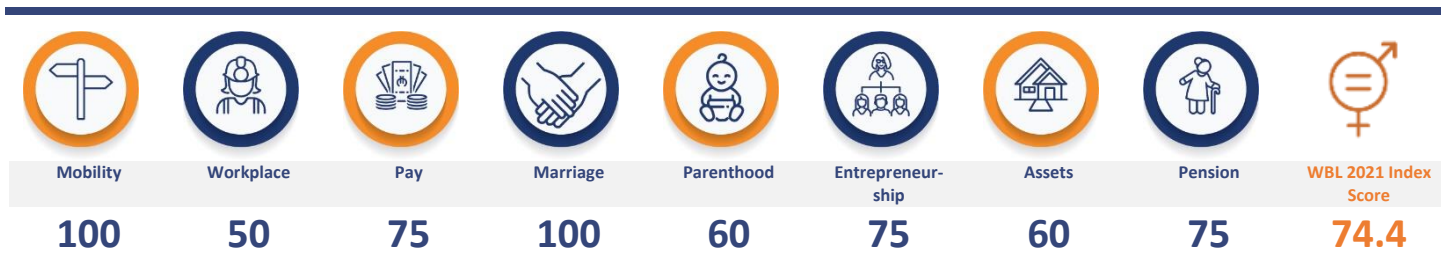 Mobility Workplace Pay Marriage Parenthood Entrepreneur- Assets Pension WBL 2021 Index
ship Score
100 50 75 100 60 75 60 75 74.4